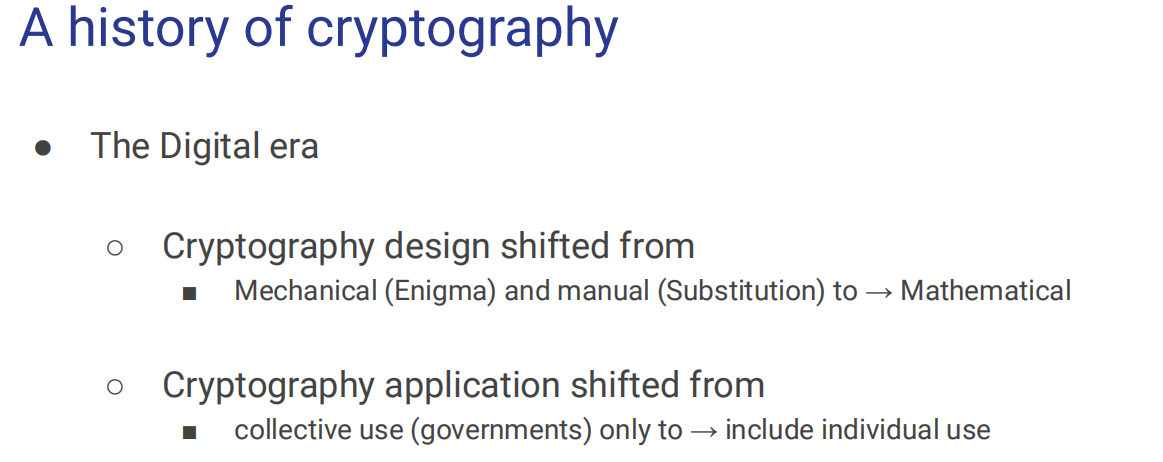 A history of cryptography
● The Digital era
○ Cryptography design shifted from
■ Mechanical (Enigma) and manual (Substitution) to → Mathematical
○ Cryptography application shifted from
■ collective use (governments) only to → include individual use